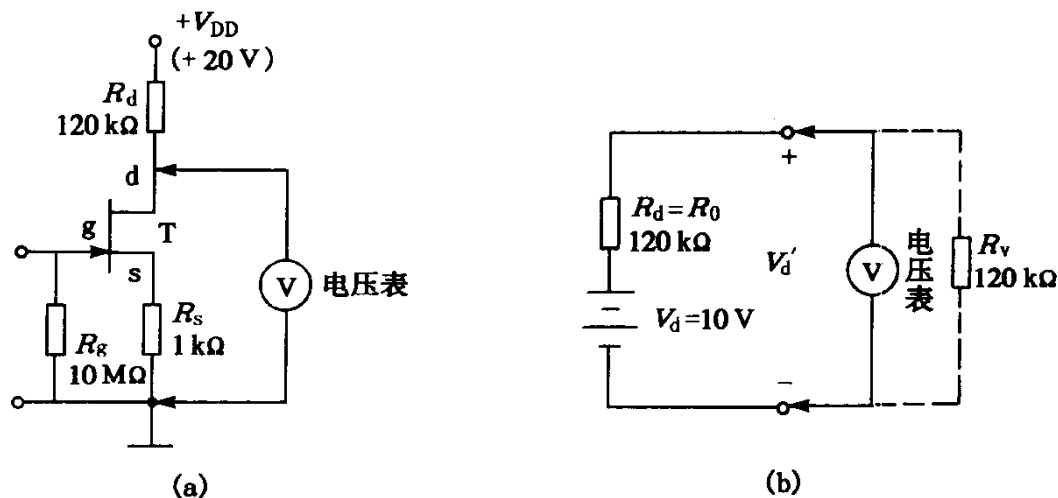 +V_DD
(+20 V)
R_d
120 kΩ
d
g
T
s
V
电压表
R_s
1 kΩ
R_g
10 MΩ
(a)
+
R_d=R_0
120 kΩ
V_d′
V
电压表
R_v
120 kΩ
−
V_d=10 V
−
(b)